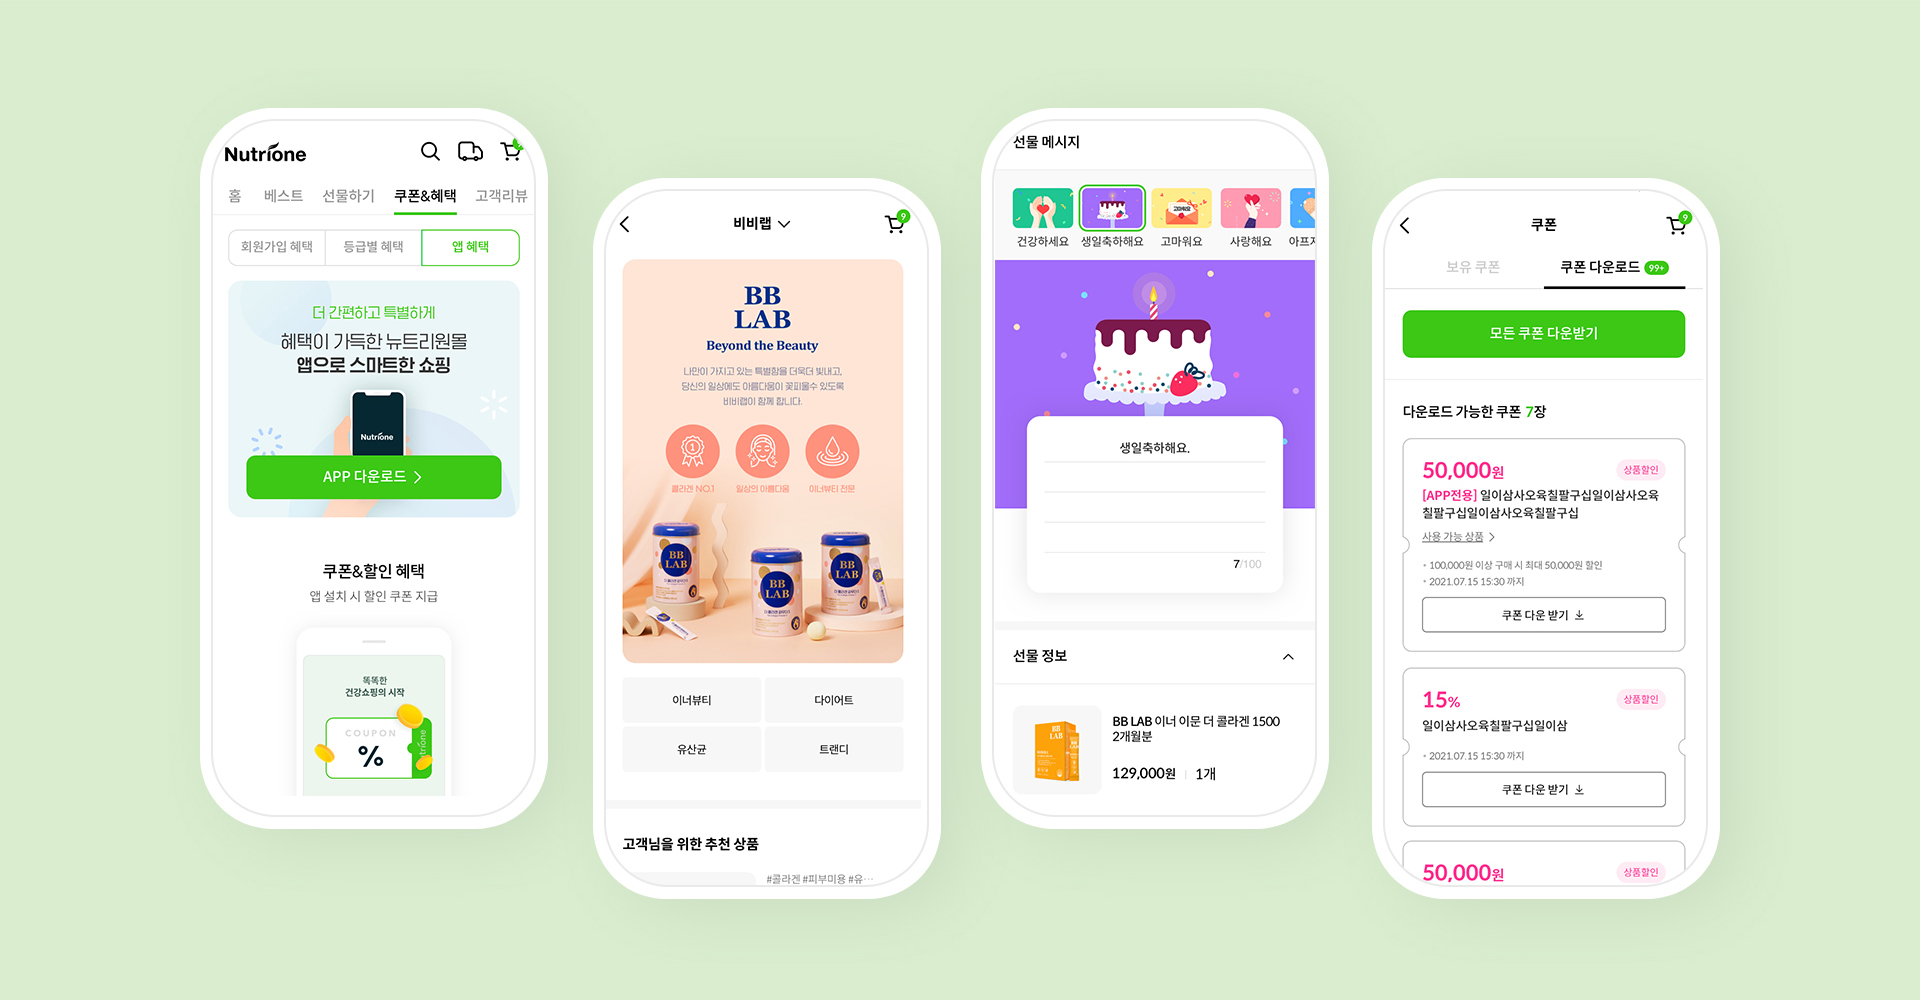 Nutrione
홈 베스트 선물하기 쿠폰&혜택 고객리뷰
회원가입 혜택 등급별 혜택 앱 혜택
더 간편하고 특별하게
혜택이 가득한 뉴트리원몰
앱으로 스마트한 쇼핑
Nutrione
APP 다운로드
쿠폰&할인 혜택
앱 설치 시 할인 쿠폰 지급
똑똑한
건강쇼핑의 시작
COUPON
%
비비랩
9
BB
LAB
Beyond the Beauty
나만이 가지고 있는 특별함을 더욱더 빛내고,
당신의 일상에도 아름다움이 꽃피울수 있도록
비비랩이 함께 합니다.
1
콜라겐 NO.1 일상의 아름다움 이너뷰티 전문
BB
LAB
BB
LAB
BB
LAB
이너뷰티 다이어트
유산균 트랜디
고객님을 위한 추천 상품
#콜라겐 #피부미용 #유···
선물 메시지
고마워요
건강하세요 생일축하해요 고마워요 사랑해요
생일축하해요.
7/100
선물 정보
BB
LAB
BB LAB 이너 이문 더 콜라겐 1500
2개월분
129,000원 1개
쿠폰
9
보유 쿠폰 쿠폰 다운로드 99+
모든 쿠폰 다운받기
다운로드 가능한 쿠폰 7장
50,000원 상품할인
[APP전용] 일이삼사오육칠팔구십일이삼사오육
칠팔구십일이삼사오육칠팔구십
사용 가능 상품
• 100,000원 이상 구매 시 최대 50,000원 할인
• 2021.07.15 15:30 까지
쿠폰 다운 받기
15% 상품할인
일이삼사오육칠팔구십일이삼
• 2021.07.15 15:30 까지
쿠폰 다운 받기
50,000원 상품할인